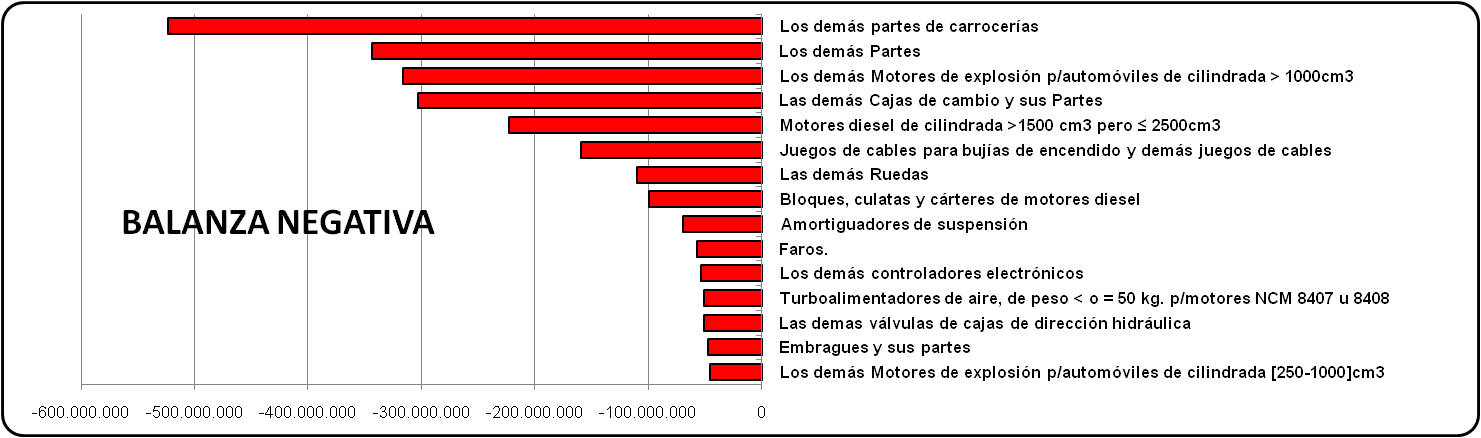 Los demás partes de carrocerías
Los demás Partes
Los demás Motores de explosión p/automóviles de cilindrada > 1000cm3
Las demás Cajas de cambio y sus Partes
Motores diesel de cilindrada >1500 cm3 pero ≤ 2500cm3
Juegos de cables para bujías de encendido y demás juegos de cables
Las demás Ruedas
Bloques, culatas y cárteres de motores diesel
BALANZA NEGATIVA
Amortiguadores de suspensión
Faros.
Los demás controladores electrónicos
Turboalimentadores de aire, de peso < o = 50 kg. p/motores NCM 8407 u 8408
Las demas válvulas de cajas de dirección hidráulica
Embragues y sus partes
Los demás Motores de explosión p/automóviles de cilindrada [250-1000]cm3
-600.000.000 -500.000.000 -400.000.000 -300.000.000 -200.000.000 -100.000.000 0